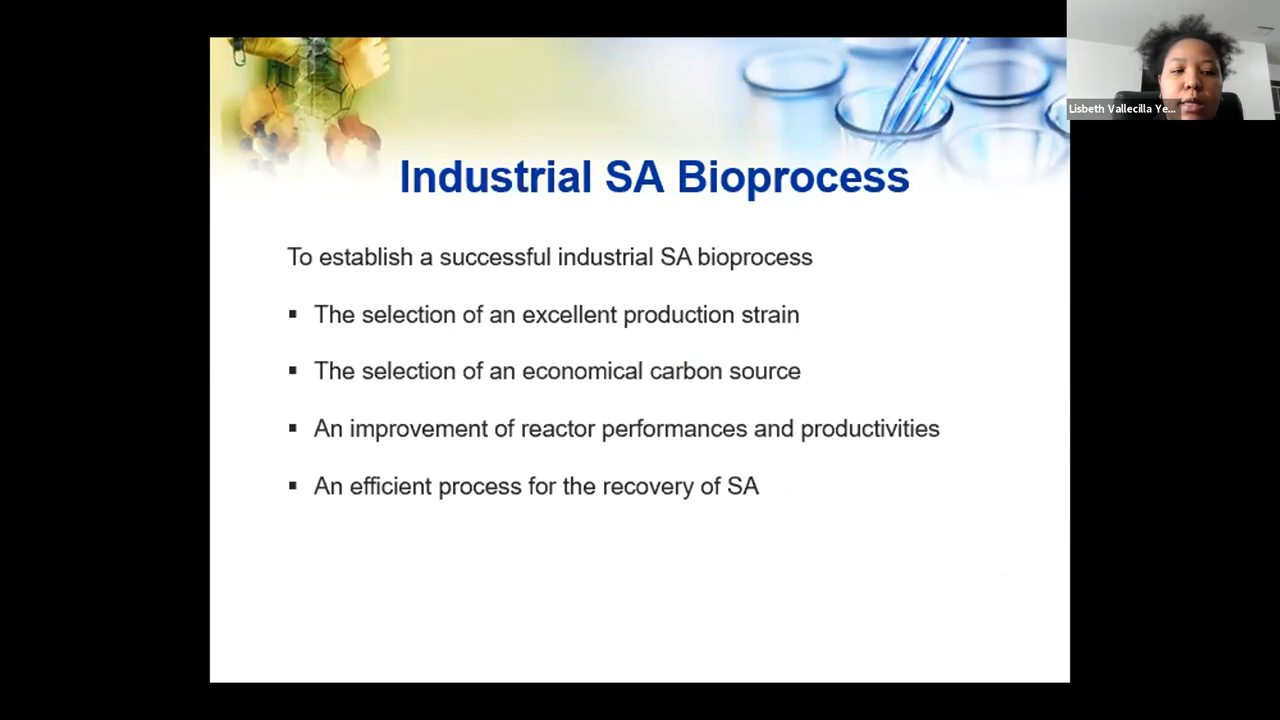 Lisbeth Vallecilla Ye...
Industrial SA Bioprocess
To establish a successful industrial SA bioprocess
▪ The selection of an excellent production strain
▪ The selection of an economical carbon source
▪ An improvement of reactor performances and productivities
▪ An efficient process for the recovery of SA